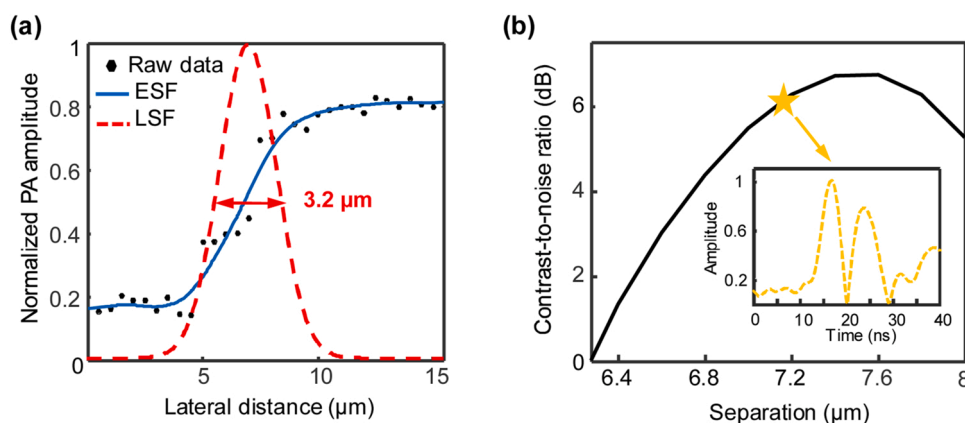 (a)
Normalized PA amplitude
1
0.8
0.6
0.4
0.2
0
Raw data
ESF
LSF
3.2 µm
5
10
15
Lateral distance (µm)
(b)
Contrast-to-noise ratio (dB)
6
4
2
0
6.4
6.8
7.2
7.6
8
Separation (µm)
Amplitude
1
0.6
0.2
0
10
20
30
40
Time (ns)